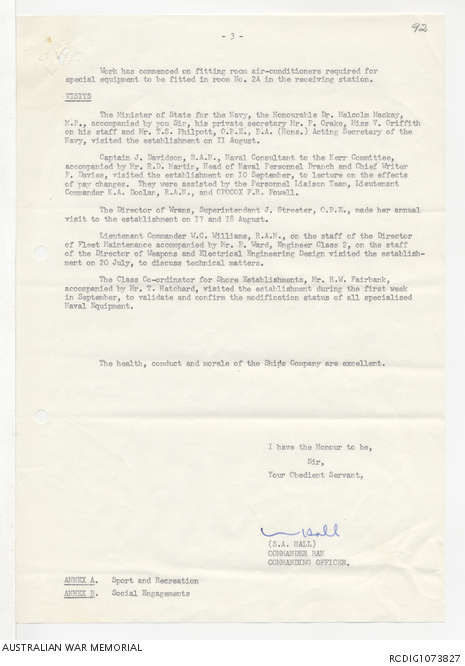 - 3 -
92
Work has commenced on fitting room air-conditioners required for
special equipment to be fitted in room No. 2A in the receiving station.
VISITS
The Minister of State for the Navy, the Honourable Dr. Malcolm Mackay,
M.P., accompanied by you Sir, his private secretary Mr. P. Crake, Miss V. Griffith
on his staff and Mr. T.S. Philpott, O.B.E., B.A. (Hons.) Acting Secretary of the
Navy, visited the establishment on 11 August.
Captain J. Davidson, R.A.N., Naval Consultant to the Kerr Committee,
accompanied by Mr. R.D. Martin, Head of Naval Personnel Branch and Chief Writer
Davies, visited the establishment on 10 September, to lecture on the effects
of pay changes. They were assisted by the Personnel Liaison Team, Lieutenant
Commander K.A. Doolan, R.A.N., and CPOCOX F.R. Powell.
The Director of Wrans, Superintendent J. Streeter, O.B.E., made her annual
visit to the establishment on 17 and 18 August.
Lieutenant Commander W.C. Williams, R.A.N., on the staff of the Director
of Fleet Maintenance accompanied by Mr. Ward, Engineer Class 2, on the staff
of the Director of Weapons and Electrical Engineering Design visited the establish-
ment on 20 July, to discuss technical matters.
The Class Co-ordinator for Shore Establishments, Mr. H.W. Fairbank,
accompanied by Mr. T. Hatchard, visited the establishment during the first week
in September, to validate and confirm the modification status of all specialised
Naval Equipment.
The health, conduct and morale of the Ships Company are excellent.
I have the Honour to be,
Sir,
Your Obedient Servant,
Hall
(S.A. HALL)
COMMANDER RAN
COMMANDING OFFICER.
ANNEX A. Sport and Recreation
ANNEX B. Social Engagements
AUSTRALIAN WAR MEMORIAL
RCDIG1073827